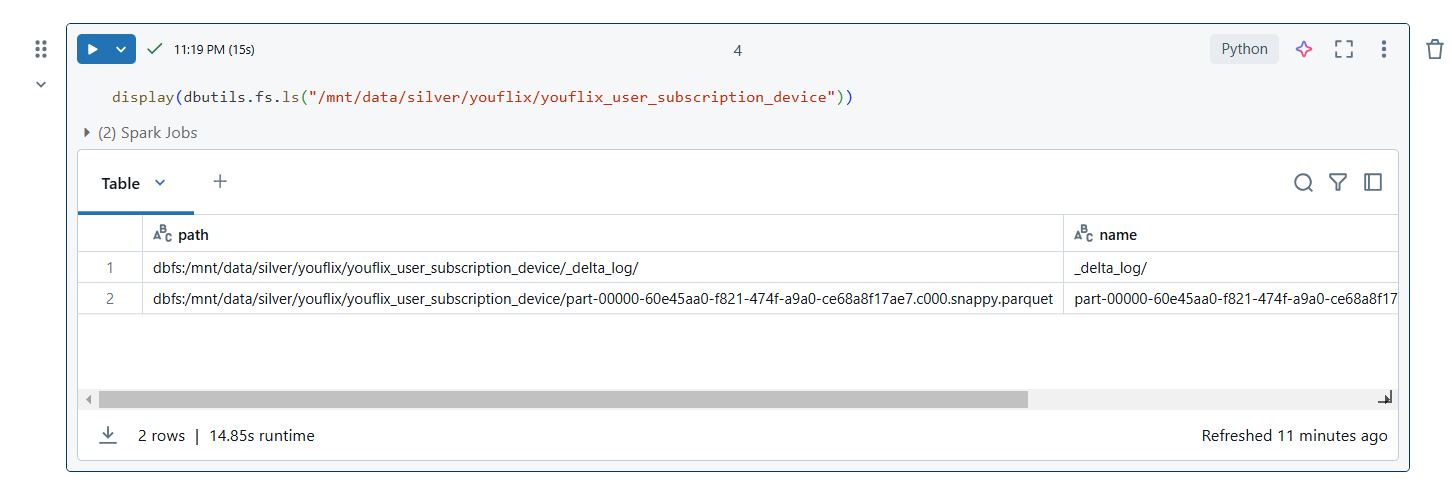 11:19 PM (15s)
4
Python
display(dbutils.fs.ls("/mnt/data/silver/youflix/youflix_user_subscription_device"))
(2) Spark Jobs
Table
ABC path
ABC name
1 dbfs:/mnt/data/silver/youflix/youflix_user_subscription_device/_delta_log/ _delta_log/
2 dbfs:/mnt/data/silver/youflix/youflix_user_subscription_device/part-00000-60e45aa0-f821-474f-a9a0-ce68a8f17ae7.c000.snappy.parquet part-00000-60e45aa0-f821-474f-a9a0-ce68a8f17
2 rows | 14.85s runtime
Refreshed 11 minutes ago